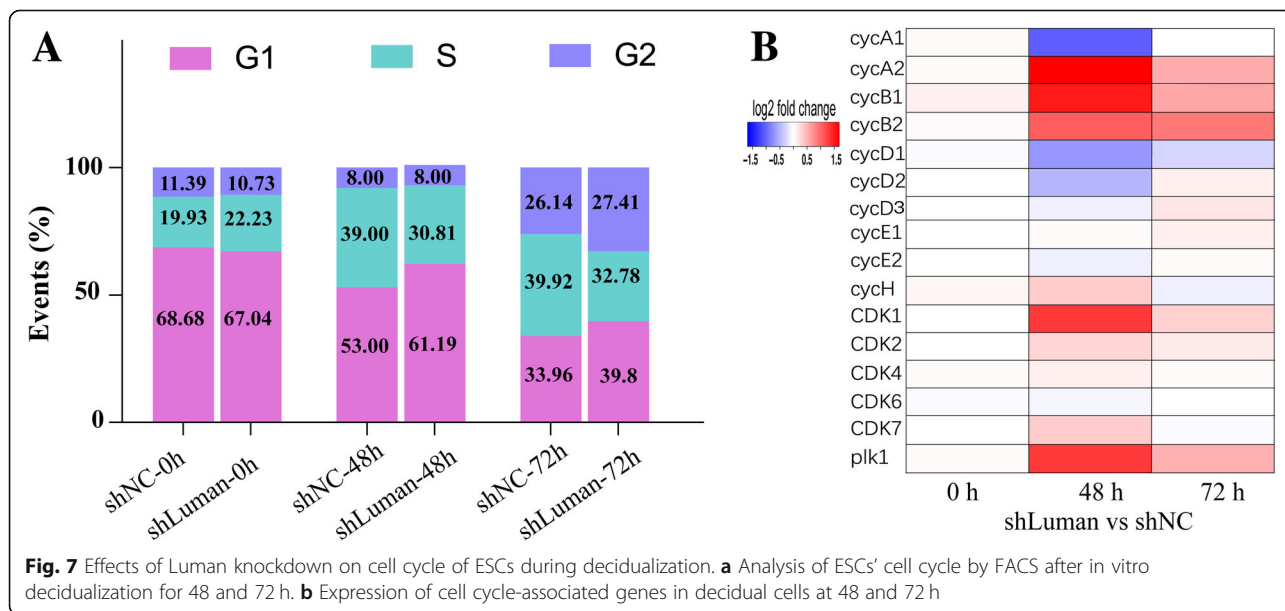 A
G1 S G2
Events (%)
100
50
0
11.39 10.73 8.00 8.00 26.14 27.41
19.93 22.23 39.00 30.81 39.92 32.78
68.68 67.04 53.00 61.19 33.96 39.8
shNC-0h
shLuman-0h
shNC-48h
shLuman-48h
shNC-72h
shLuman-72h
B
log2 fold change
-1.5 -0.5 0.5 1.5
cycA1
cycA2
cycB1
cycB2
cycD1
cycD2
cycD3
cycE1
cycE2
cycH
CDK1
CDK2
CDK4
CDK6
CDK7
plk1
0 h 48 h 72 h
shLuman vs shNC
Fig. 7 Effects of Luman knockdown on cell cycle of ESCs during decidualization. a Analysis of ESCs' cell cycle by FACS after in vitro
decidualization for 48 and 72 h. b Expression of cell cycle-associated genes in decidual cells at 48 and 72 h